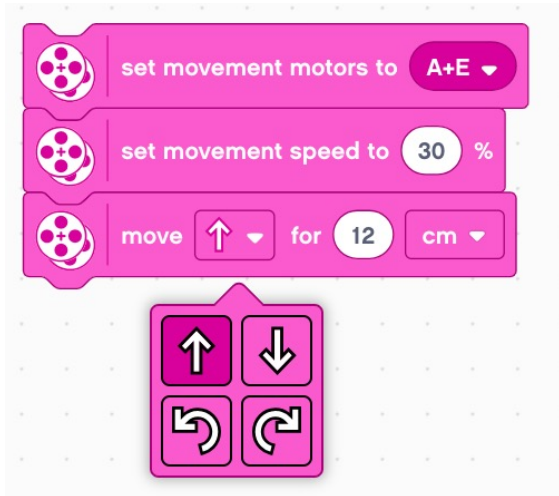 set movement motors to A+E
set movement speed to 30 %
move for 12 cm